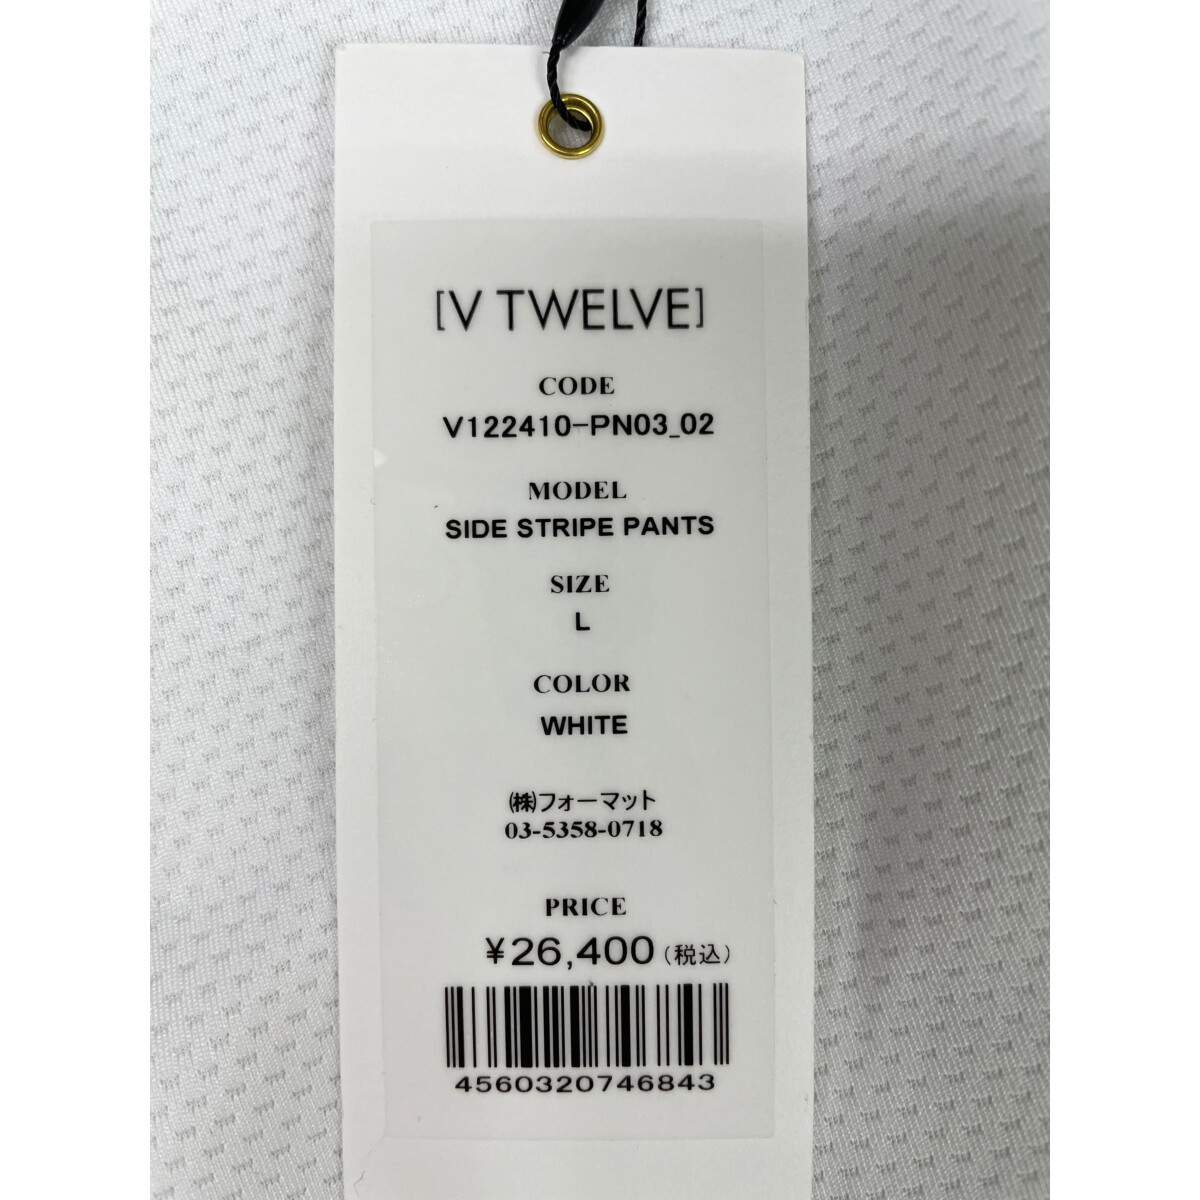 [V TWELVE]
CODE
V122410-PN03_02
MODEL
SIDE STRIPE PANTS
SIZE
L
COLOR
WHITE
㈱フォーマット
03-5358-0718
PRICE
¥26,400(税込)
4560320746843